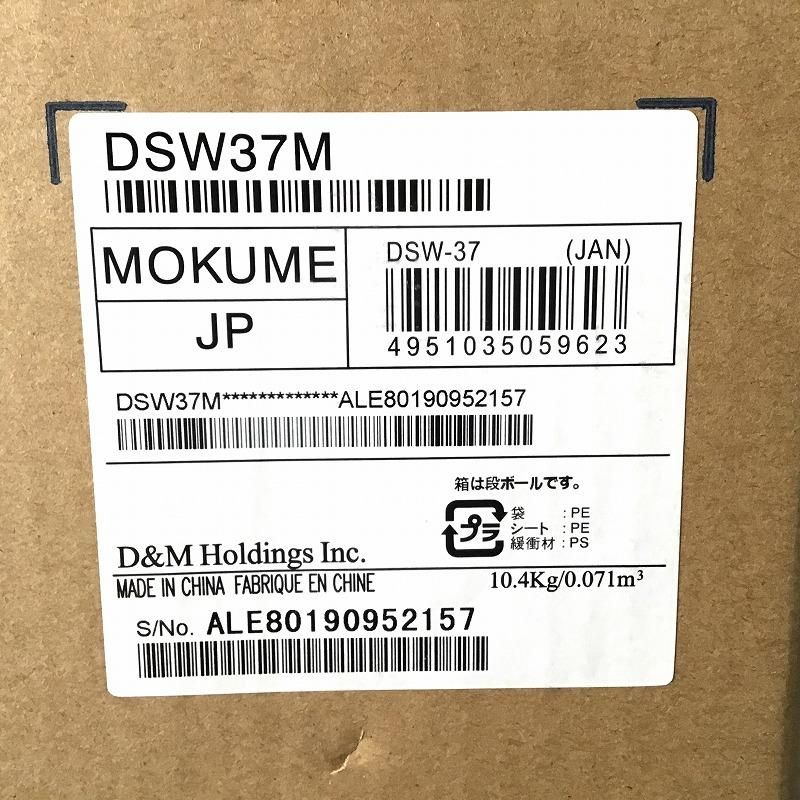 DSW37M
MOKUME
JP
DSW-37 (JAN)
4951035059623
DSW37M*************ALE80190952157
箱は段ボールです。
プラ
袋 :PE
シート :PE
緩衝材 :PS
D&M Holdings Inc.
MADE IN CHINA FABRIQUE EN CHINE
10.4Kg/0.071m³
S/No. ALE80190952157